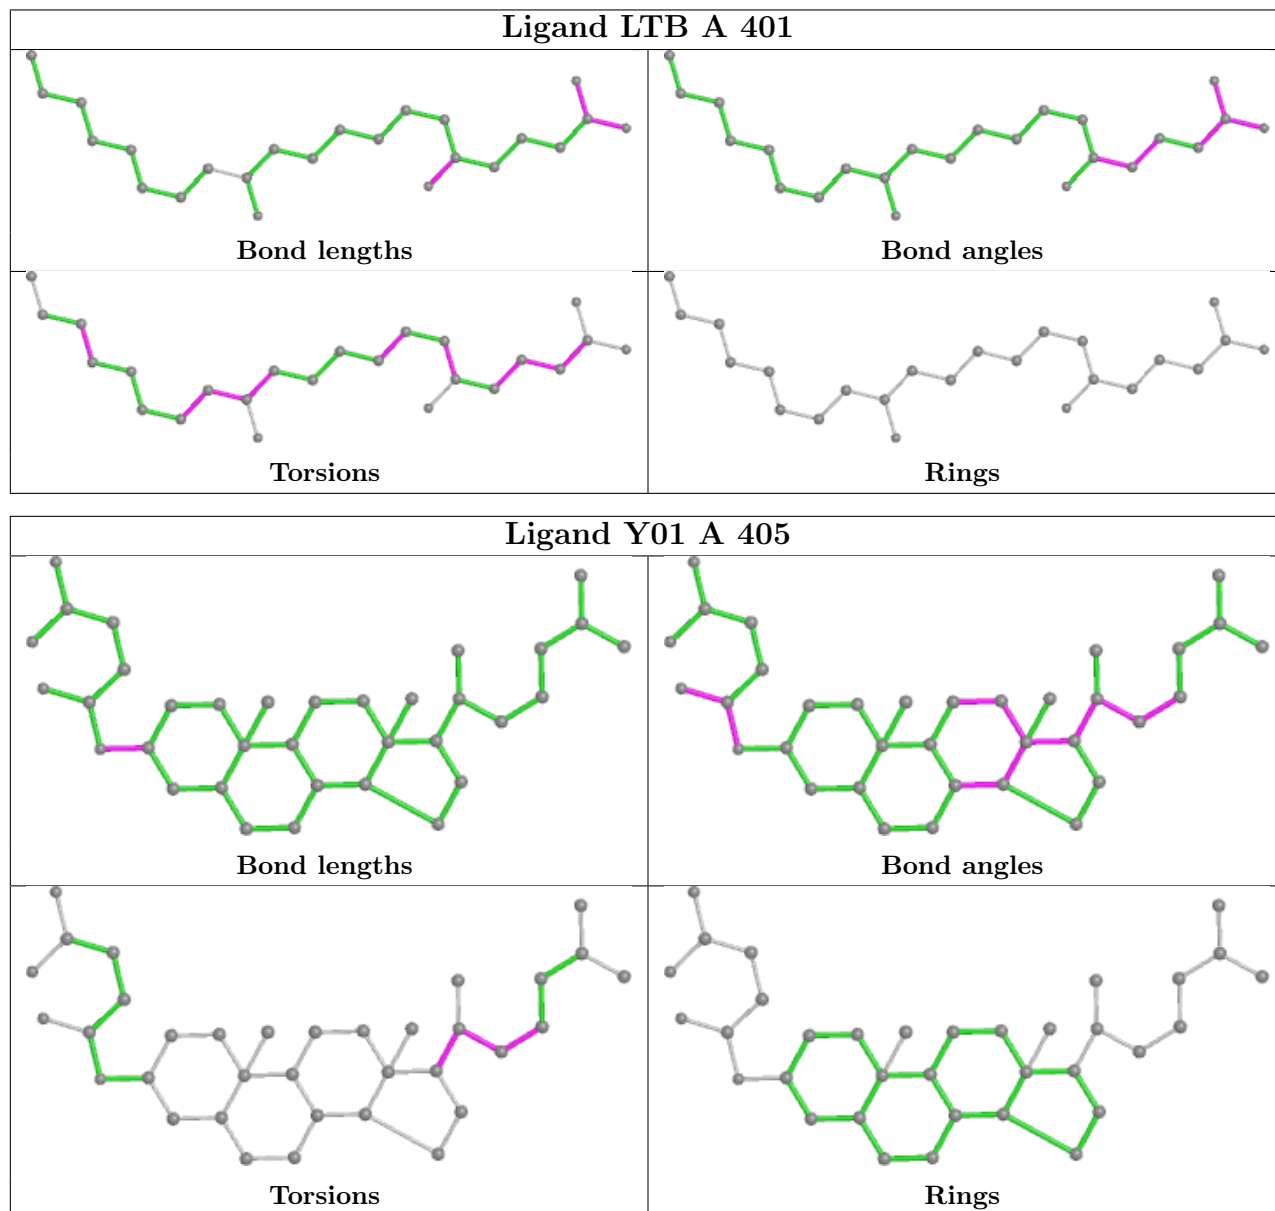 Ligand LTB A 401
Bond lengths
Bond angles
Torsions
Rings
Ligand Y01 A 405
Bond lengths
Bond angles
Torsions
Rings